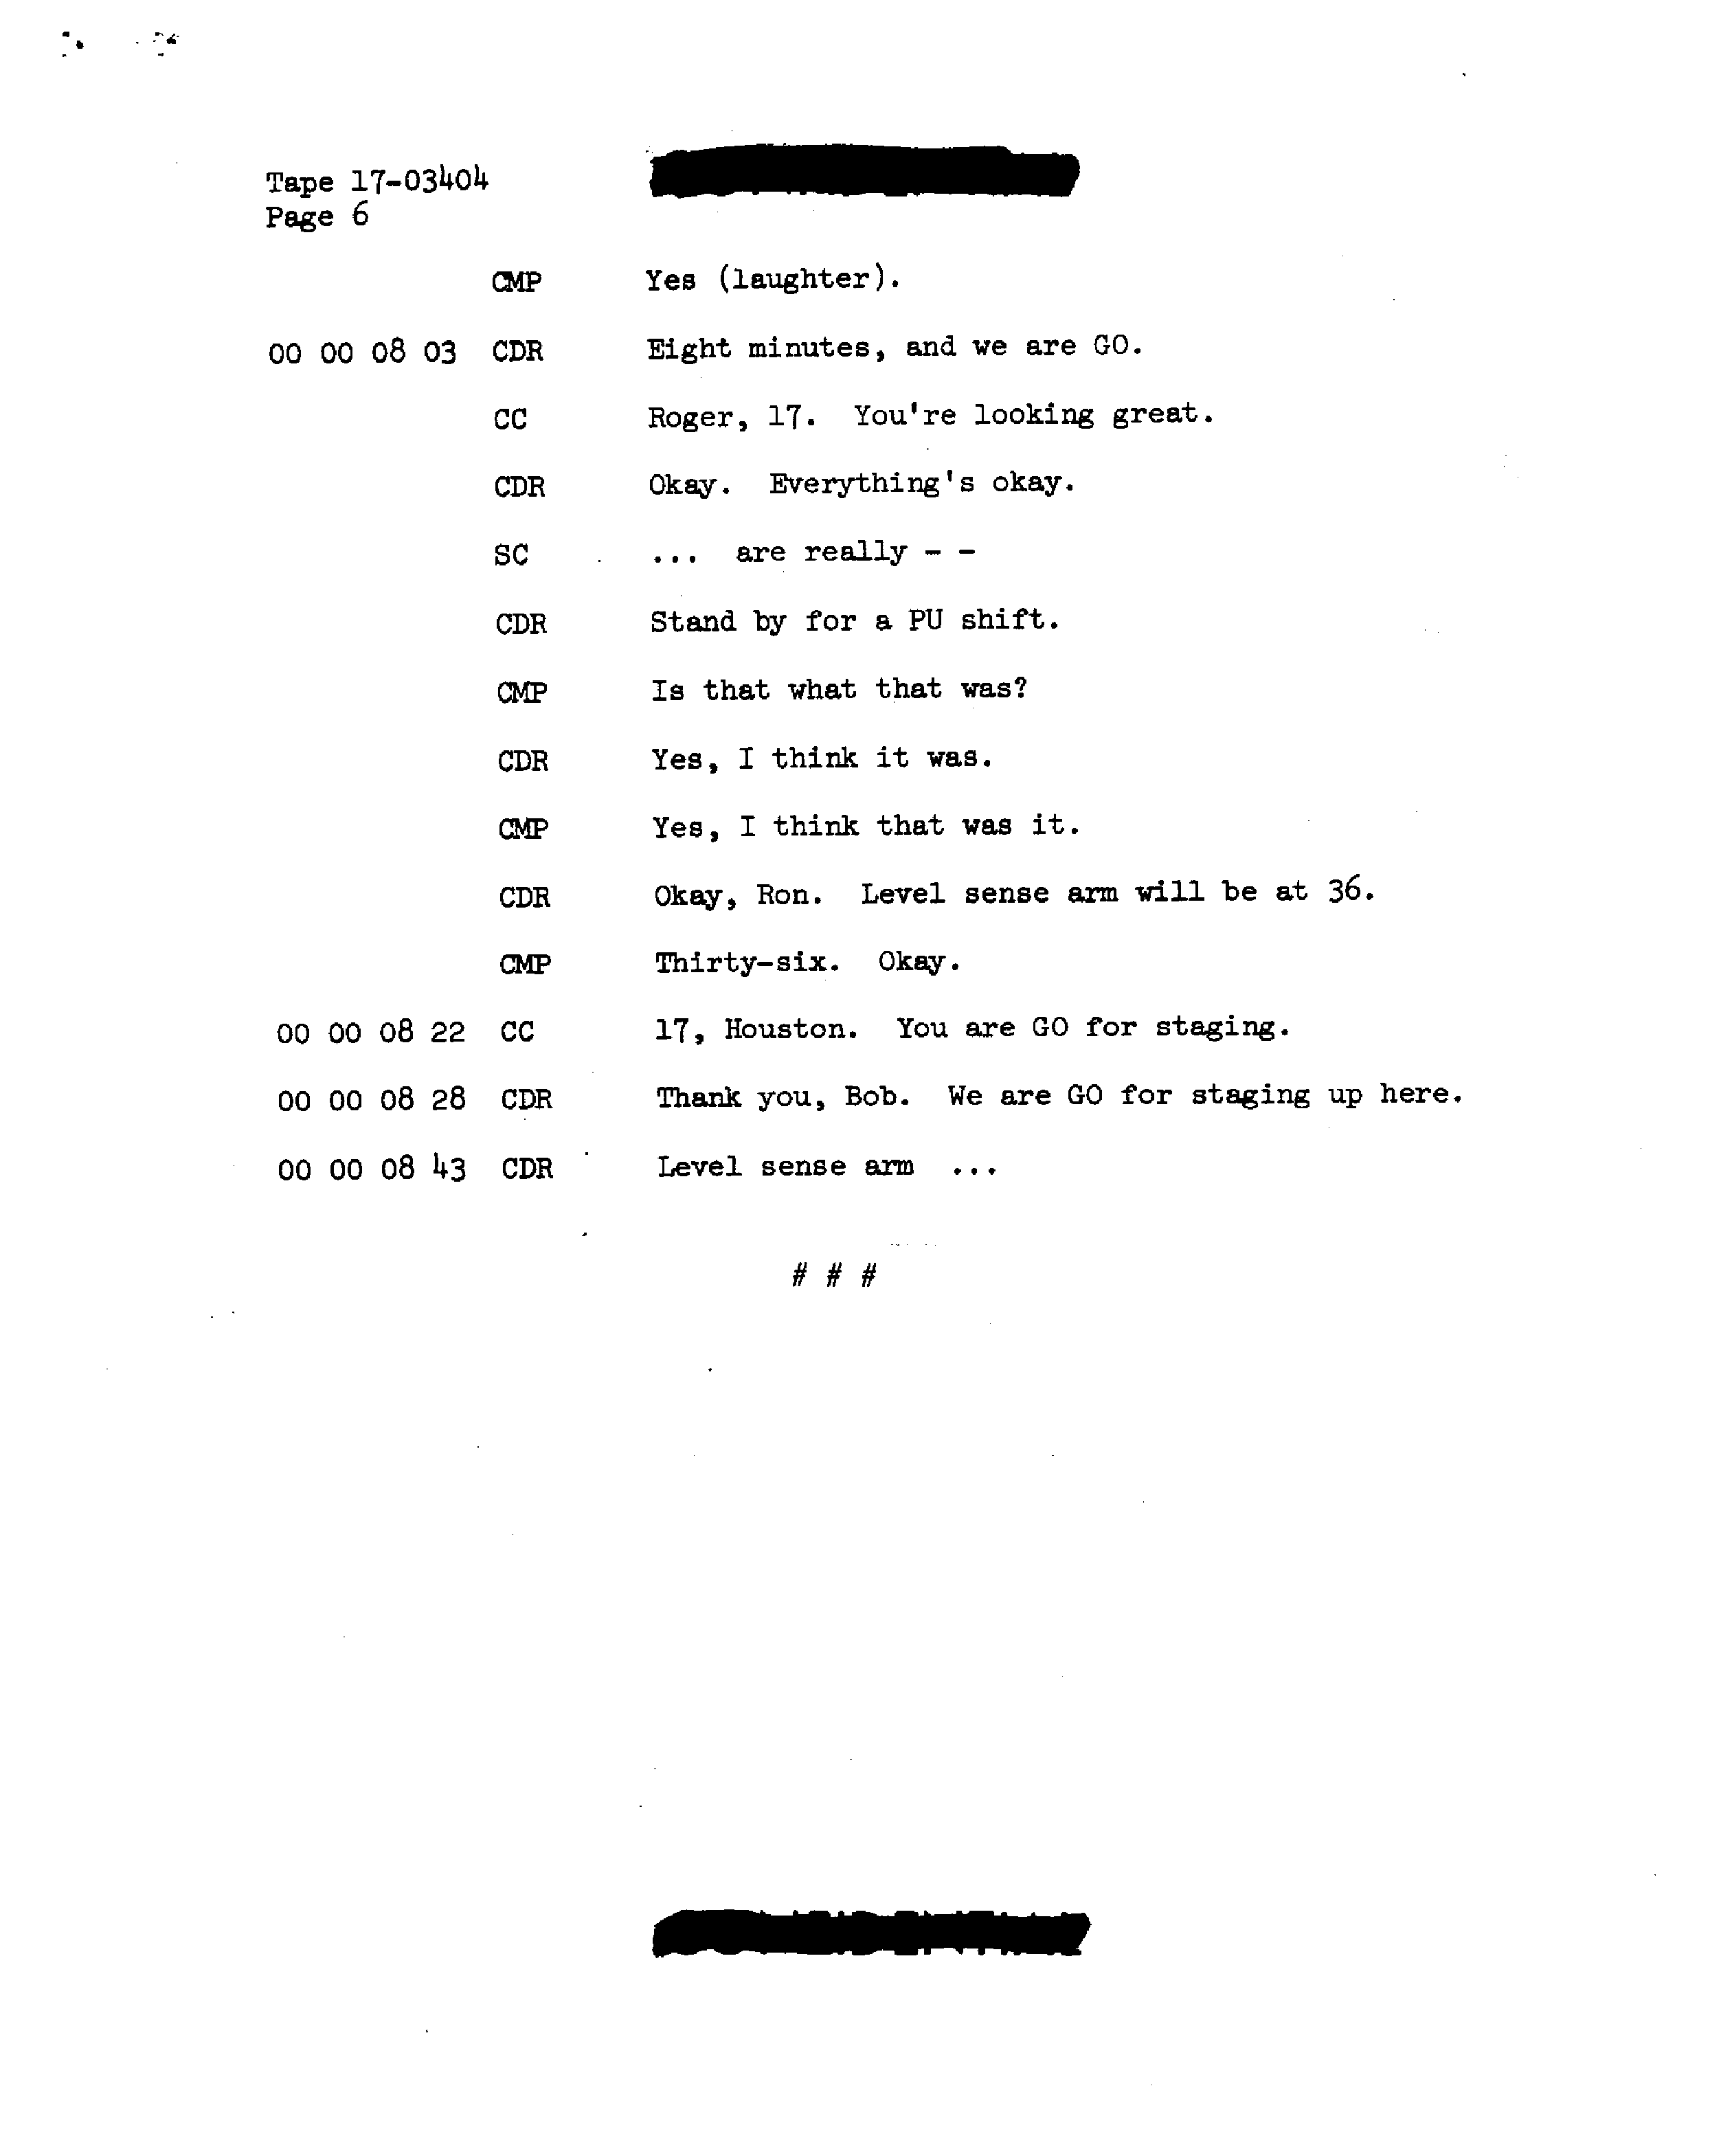 Tape 17-03404
Page 6
CMP Yes (laughter).
00 00 08 03 CDR Eight minutes, and we are GO.
CC Roger, 17. You're looking great.
CDR Okay. Everything's okay.
SC ... are really - -
CDR Stand by for a PU shift.
CMP Is that what that was?
CDR Yes, I think it was.
CMP Yes, I think that was it.
CDR Okay, Ron. Level sense arm will be at 36.
CMP Thirty-six. Okay.
00 00 08 22 CC 17, Houston. You are GO for staging.
00 00 08 28 CDR Thank you, Bob. We are GO for staging up here.
00 00 08 43 CDR Level sense arm ...
# # #